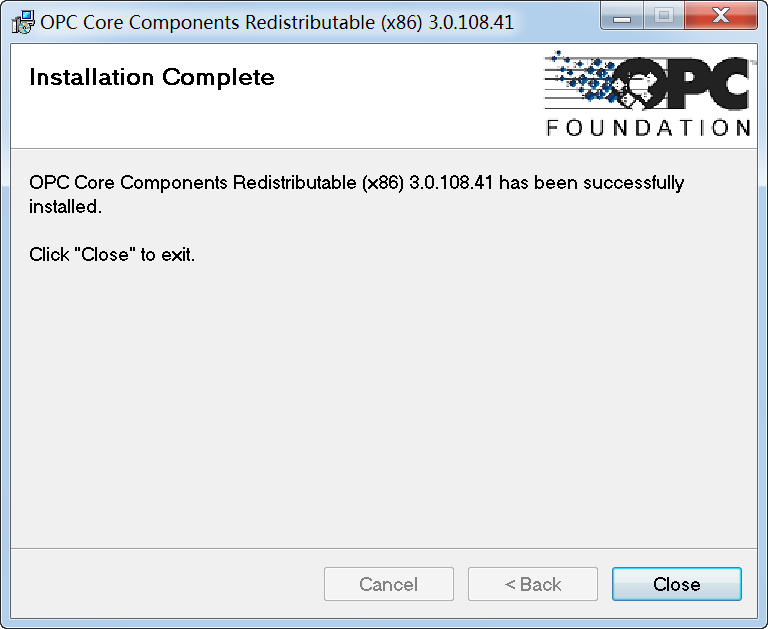 OPC Core Components Redistributable (x86) 3.0.108.41
Installation Complete
OPC
FOUNDATION
OPC Core Components Redistributable (x86) 3.0.108.41 has been successfully
installed.
Click "Close" to exit.
Cancel
< Back
Close